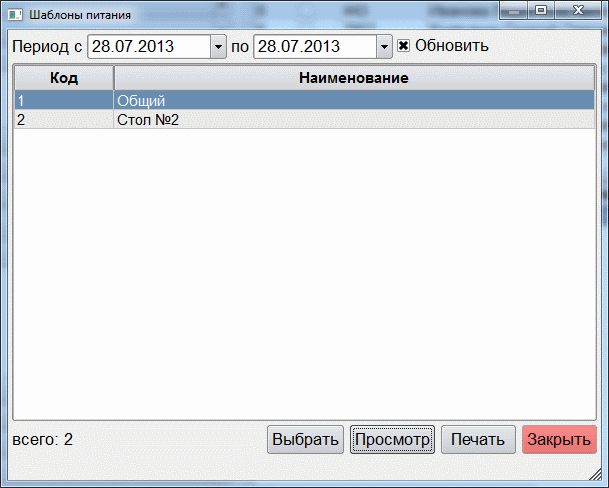 Шаблоны питания
Период с 28.07.2013 по 28.07.2013 Обновить
Код Наименование
1 Общий
2 Стол №2
всего: 2 Выбрать Просмотр Печать Закрыть